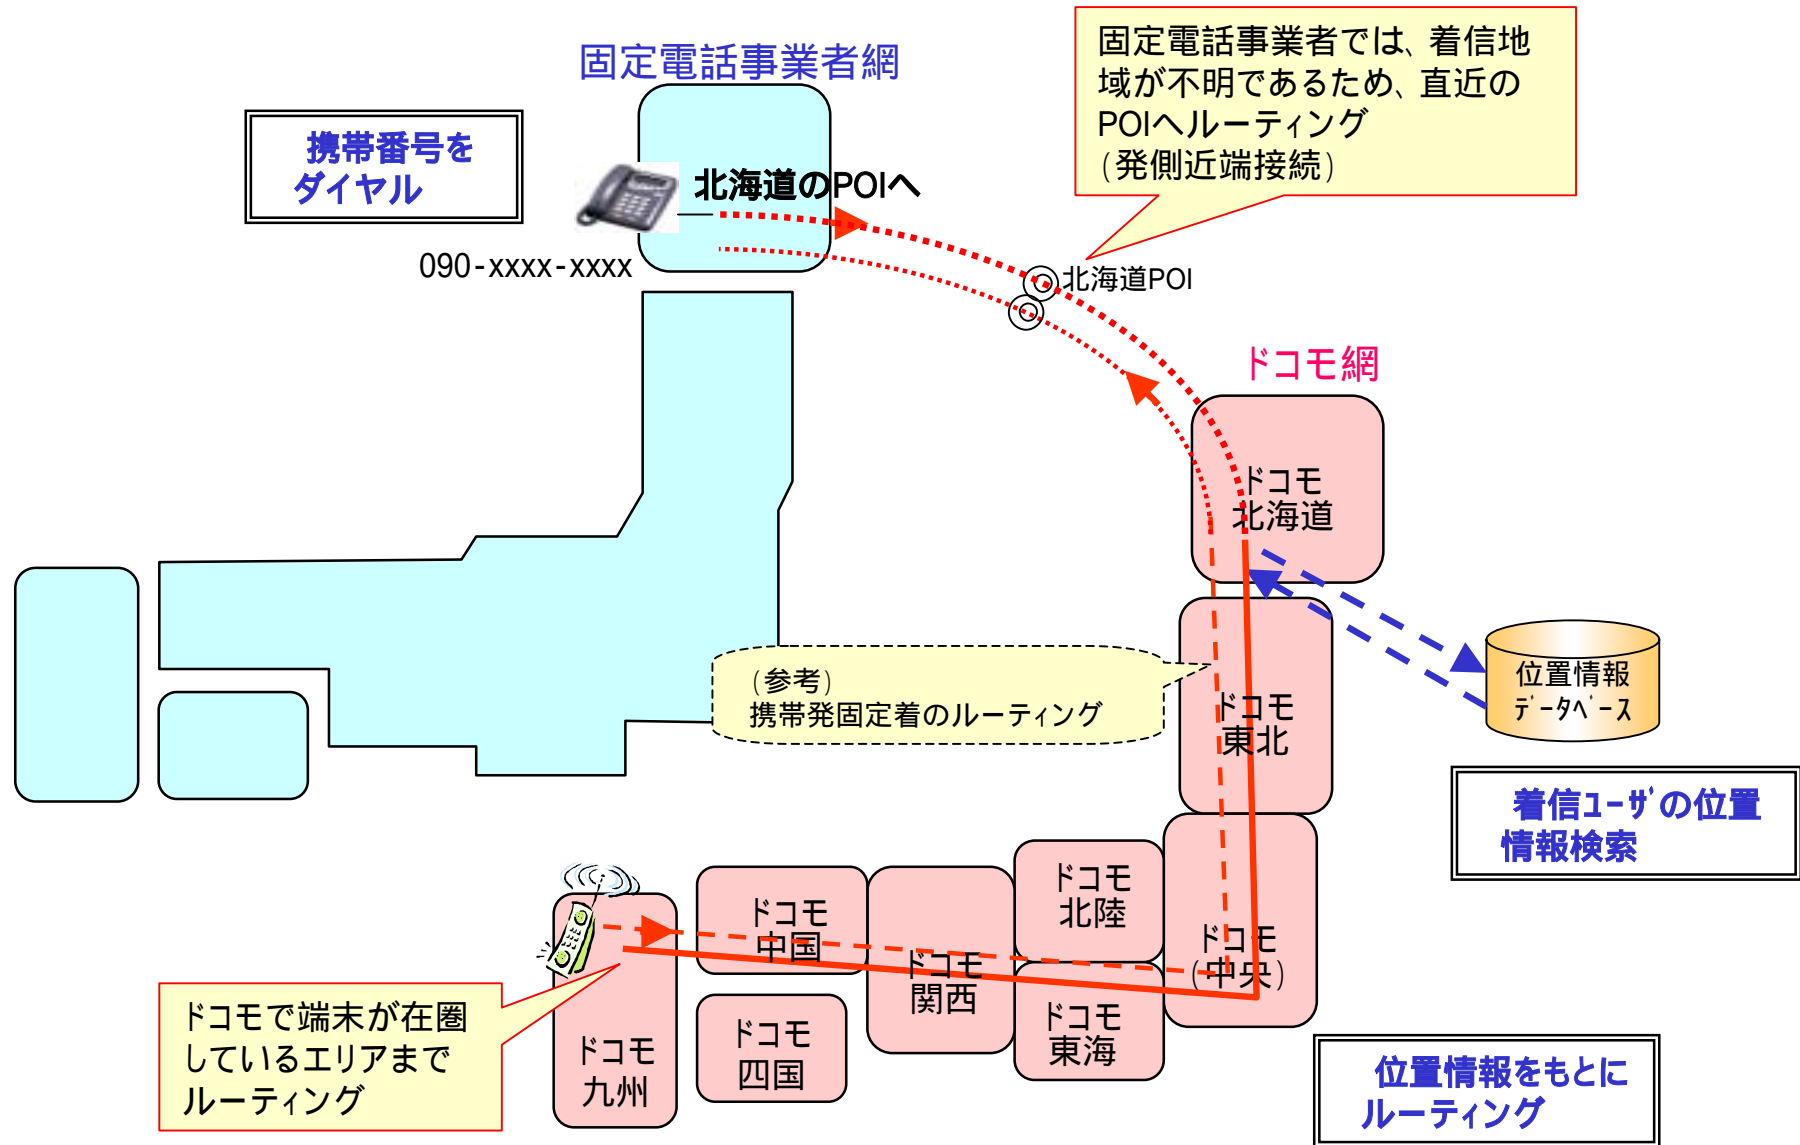 固定電話事業者網
固定電話事業者では、着信地
域が不明であるため、直近の
POIへルーティング
(発側近端接続)
携帯番号を
ダイヤル
北海道のPOIへ
090-xxxx-xxxx
北海道POI
ドコモ網
ドコモ
北海道
(参考)
携帯発固定着のルーティング
ドコモ
東北
位置情報
ﾃﾞｰﾀﾍﾞｰｽ
着信ﾕｰｻﾞの位置
情報検索
ドコモ
北陸
ドコモ
中国
ドコモ
関西
ドコモ
(中央)
ドコモ
東海
ドコモ
四国
ドコモ
九州
ドコモで端末が在圏
しているエリアまで
ルーティング
位置情報をもとに
ルーティング